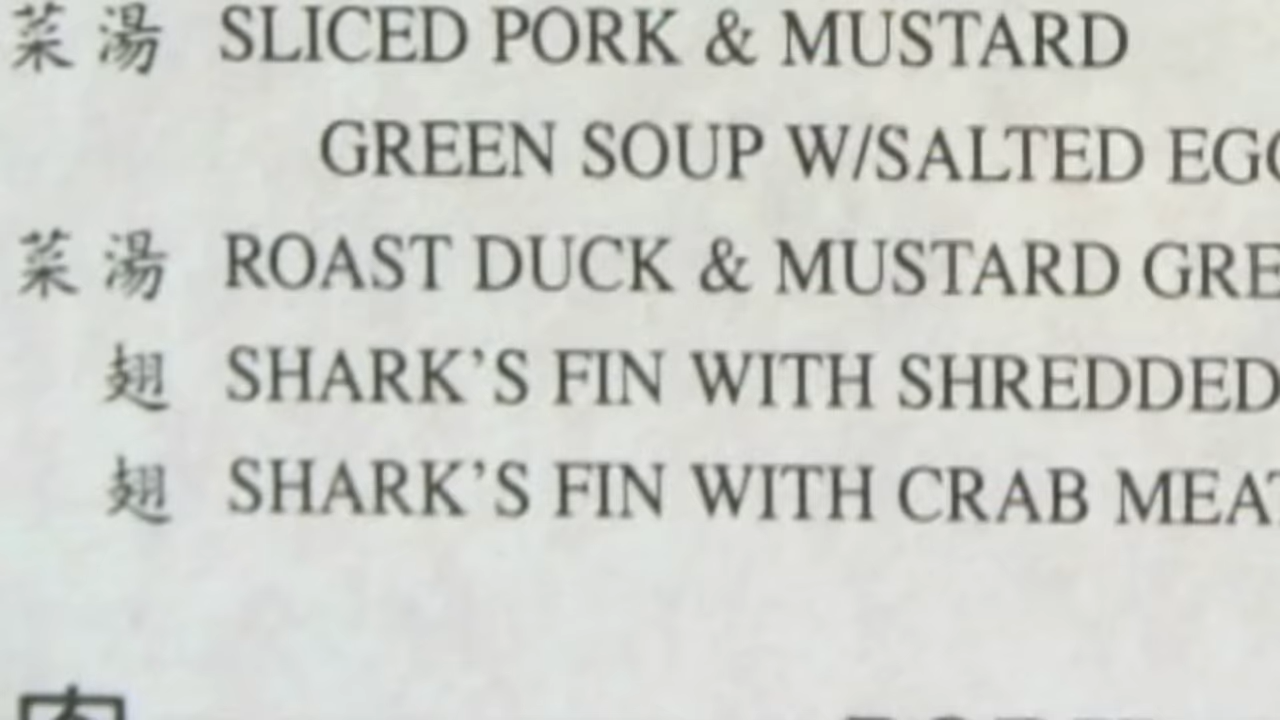 菜湯 SLICED PORK & MUSTARD
GREEN SOUP W/SALTED
菜湯 ROAST DUCK & MUSTARD
翅 SHARK'S FIN WITH SHREDDED
翅 SHARK'S FIN WITH CRAB
肉